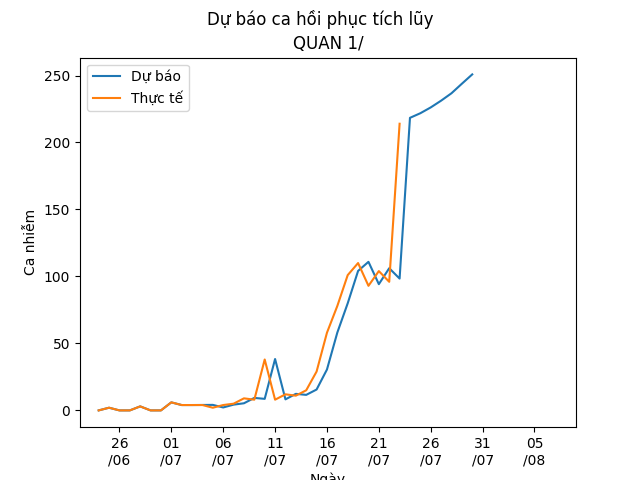 Dự báo ca hồi phục tích lũy
QUAN 1/
Dự báo
Thực tế
Ca nhiễm
250
200
150
100
50
0
26 01 06 11 16 21 26 31 05
/06 /07 /07 /07 /07 /07 /07 /07 /08
Ngày